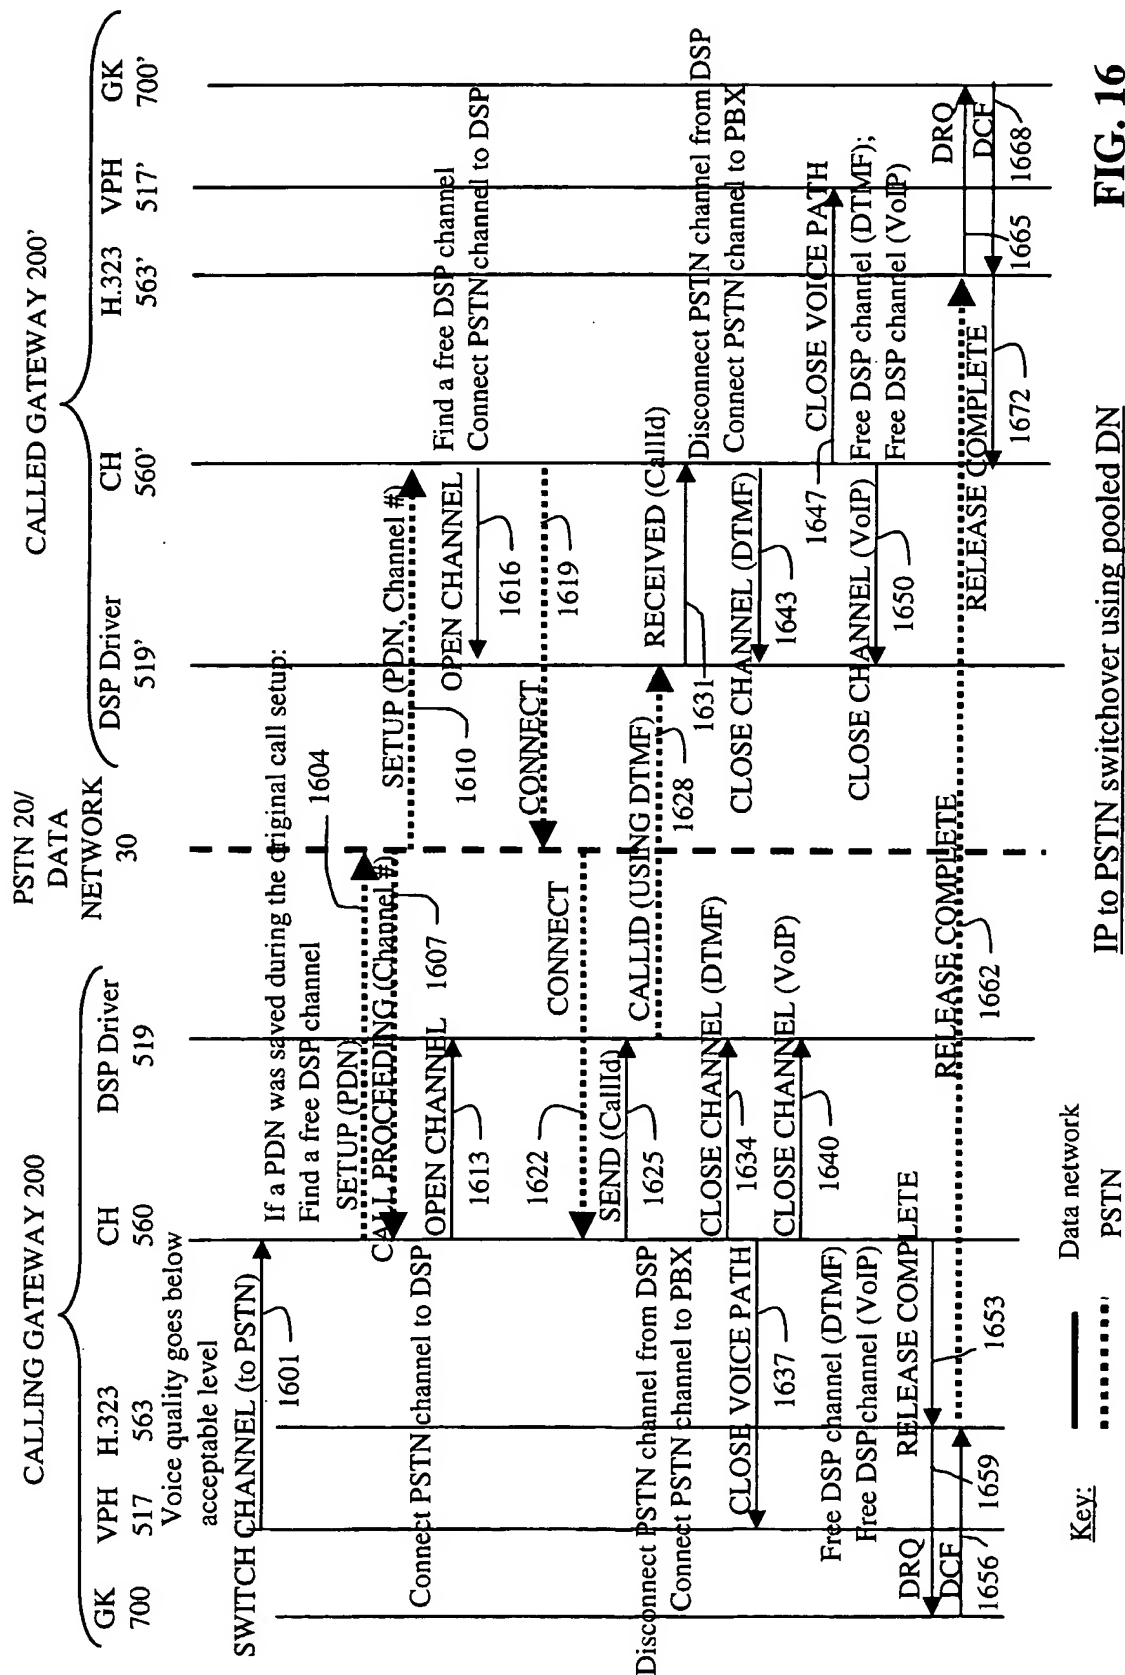 CALLING GATEWAY 200
PSTN 20/
DATA
NETWORK
30
CALLED GATEWAY 200'
GK
700
VPH
517
H.323
563
CH
560
DSP Driver
519
DSP Driver
519'
CH
560'
H.323
563'
VPH
517'
GK
700'
Voice quality goes below
acceptable level
SWITCH CHANNEL (to PSTN)
1601
If a PDN was saved during the original call setup:
Find a free DSP channel
1604
SETUP (PDN)
CALL PROCEEDING (Channel #)
1607
SETUP (PDN, Channel #)
1610
Find a free DSP channel
Connect PSTN channel to DSP
Connect PSTN channel to DSP
OPEN CHANNEL
1613
OPEN CHANNEL
1616
CONNECT
1619
CONNECT
1622
SEND (CallId)
1625
CALLID (USING DTMF)
1628
RECEIVED (CallId)
1631
Disconnect PSTN channel from DSP
Connect PSTN channel to PBX
Disconnect PSTN channel from DSP
Connect PSTN channel to PBX
CLOSE CHANNEL (DTMF)
1634
CLOSE VOICE PATH
1637
CLOSE CHANNEL (VoIP)
1640
CLOSE CHANNEL (DTMF)
1643
CLOSE VOICE PATH
1647
CLOSE CHANNEL (VoIP)
1650
Free DSP channel (DTMF);
Free DSP channel (VoIP)
Free DSP channel (DTMF)
Free DSP channel (VoIP)
RELEASE COMPLETE
1653
DRQ
DCF
1656
1659
RELEASE COMPLETE
1662
RELEASE COMPLETE
DRQ
DCF
1665
1668
1672
Key:
Data network
PSTN
IP to PSTN switchover using pooled DN
FIG. 16